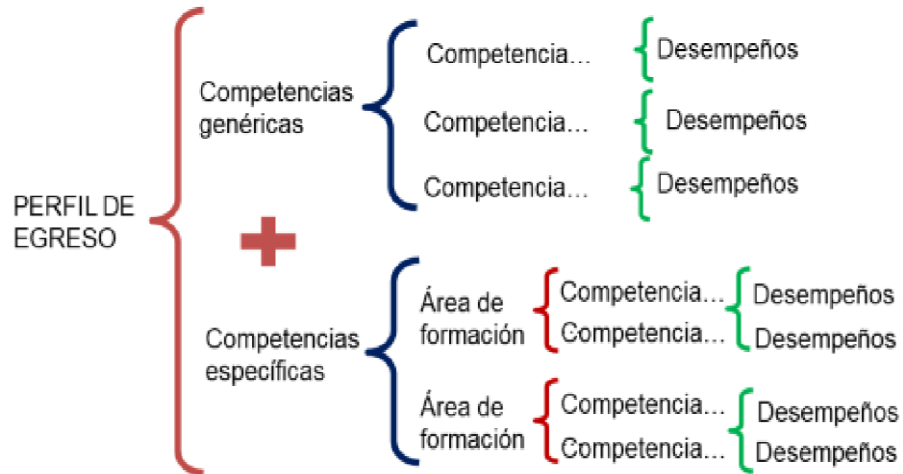 PERFIL DE
EGRESO
Competencias
genéricas
Competencia...
Desempeños
Competencia...
Desempeños
Competencia...
Desempeños
+
Competencias
específicas
Área de
formación
Competencia...
Competencia...
Desempeños
Desempeños
Área de
formación
Competencia...
Competencia...
Desempeños
Desempeños